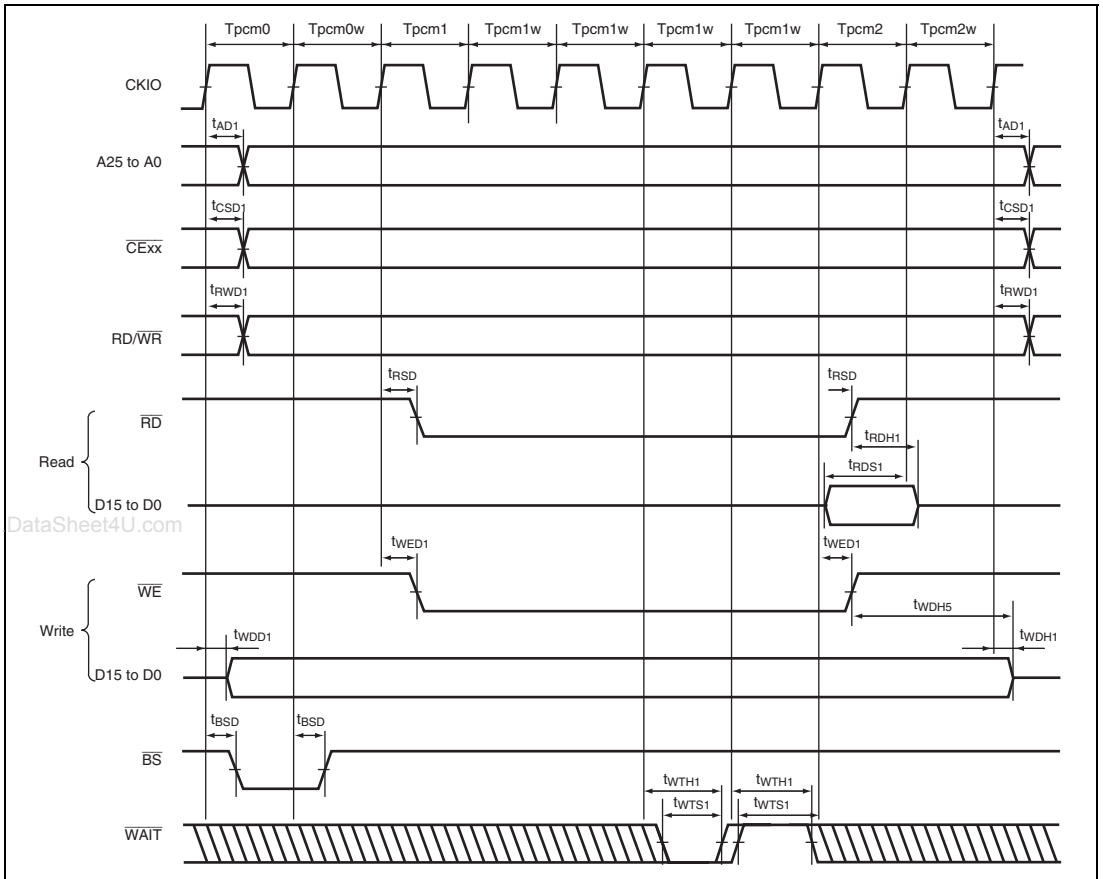 Tpcm0 Tpcm0w Tpcm1 Tpcm1w Tpcm1w Tpcm1w Tpcm1w Tpcm2 Tpcm2w
CKIO
tAD1 tAD1
A25 to A0
tCSD1 tCSD1
CExx
tRWD1 tRWD1
RD/WR
tRSD tRSD
RD
tRDH1
Read
tRDS1
D15 to D0
DataSheet4U.com
tWED1 tWED1
WE
tWDH5
Write
tWDD1 tWDH1
D15 to D0
tBSD tBSD
BS
tWTH1 tWTH1
tWTS1 tWTS1
WAIT